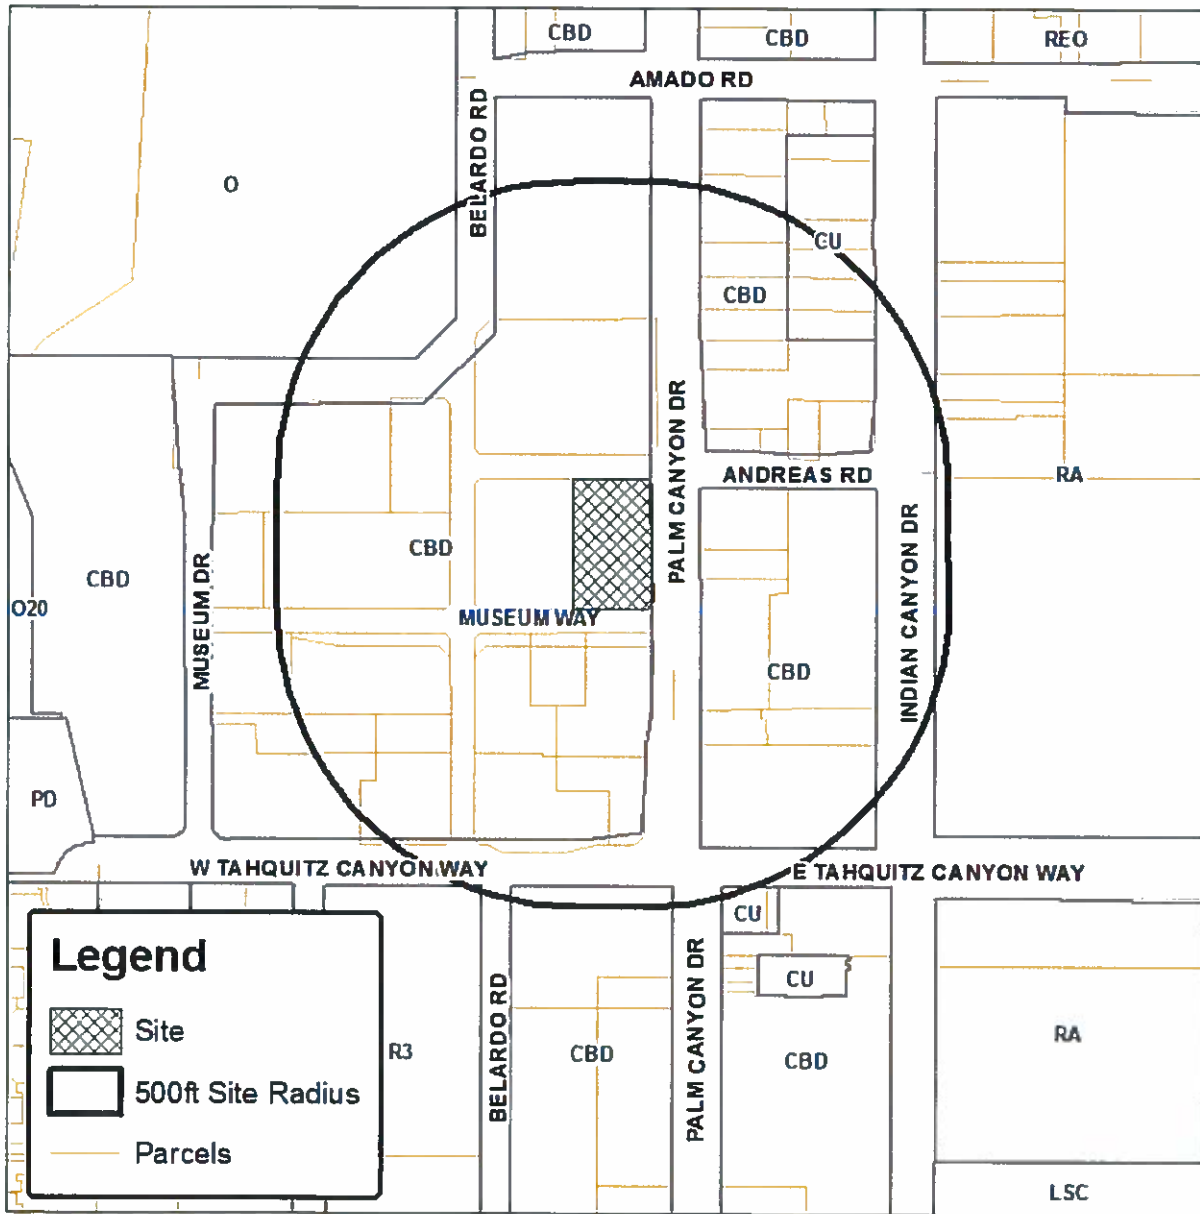 CBD
CBD
REO
AMADO RD
BELARDO RD
O
CU
CBD
PALM CANYON DR
ANDREAS RD
RA
INDIAN CANYON DR
CBD
CBD
O20
MUSEUM DR
MUSEUM WAY
CBD
PD
W TAHQUITZ CANYON WAY
E TAHQUITZ CANYON WAY
CU
CU
Legend
Site
500ft Site Radius
Parcels
R3
BELARDO RD
CBD
PALM CANYON DR
CBD
RA
LSC